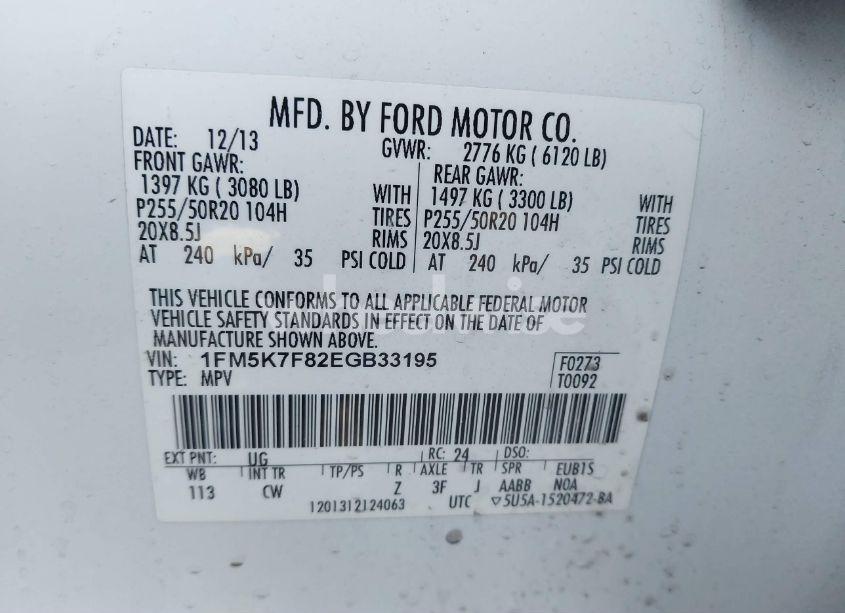 MFD. BY FORD MOTOR CO.
DATE: 12/13 GVWR: 2776 KG ( 6120 LB)
FRONT GAWR: REAR GAWR:
1397 KG ( 3080 LB) WITH 1497 KG ( 3300 LB) WITH
P255/50R20 104H TIRES P255/50R20 104H TIRES
20X8.5J RIMS 20X8.5J RIMS
AT 240 kPa/ 35 PSI COLD AT 240 kPa/ 35 PSI COLD
THIS VEHICLE CONFORMS TO ALL APPLICABLE FEDERAL MOTOR
VEHICLE SAFETY STANDARDS IN EFFECT ON THE DATE OF
MANUFACTURE SHOWN ABOVE.
VIN: 1FM5K7F82EGB33195 F0273
TYPE: MPV T0092
EXT PNT: UG RC: 24 DSO:
WB INT TR TP/PS R AXLE TR SPR EUB1S
113 CW Z 3F J AABB NOA
1201312124063 UTC ▽5U5A-1520472-BA